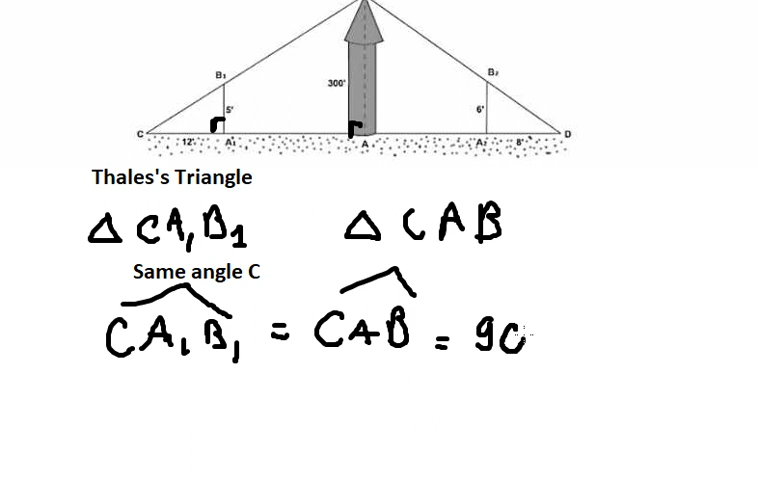 B₁ B₂
300'
5' 6'
C D
12' A₁ A A₂ 8'
Thales's Triangle
Δ CA₁B₁ Δ CAB
Same angle C
CA₁B₁ = CAB = 90